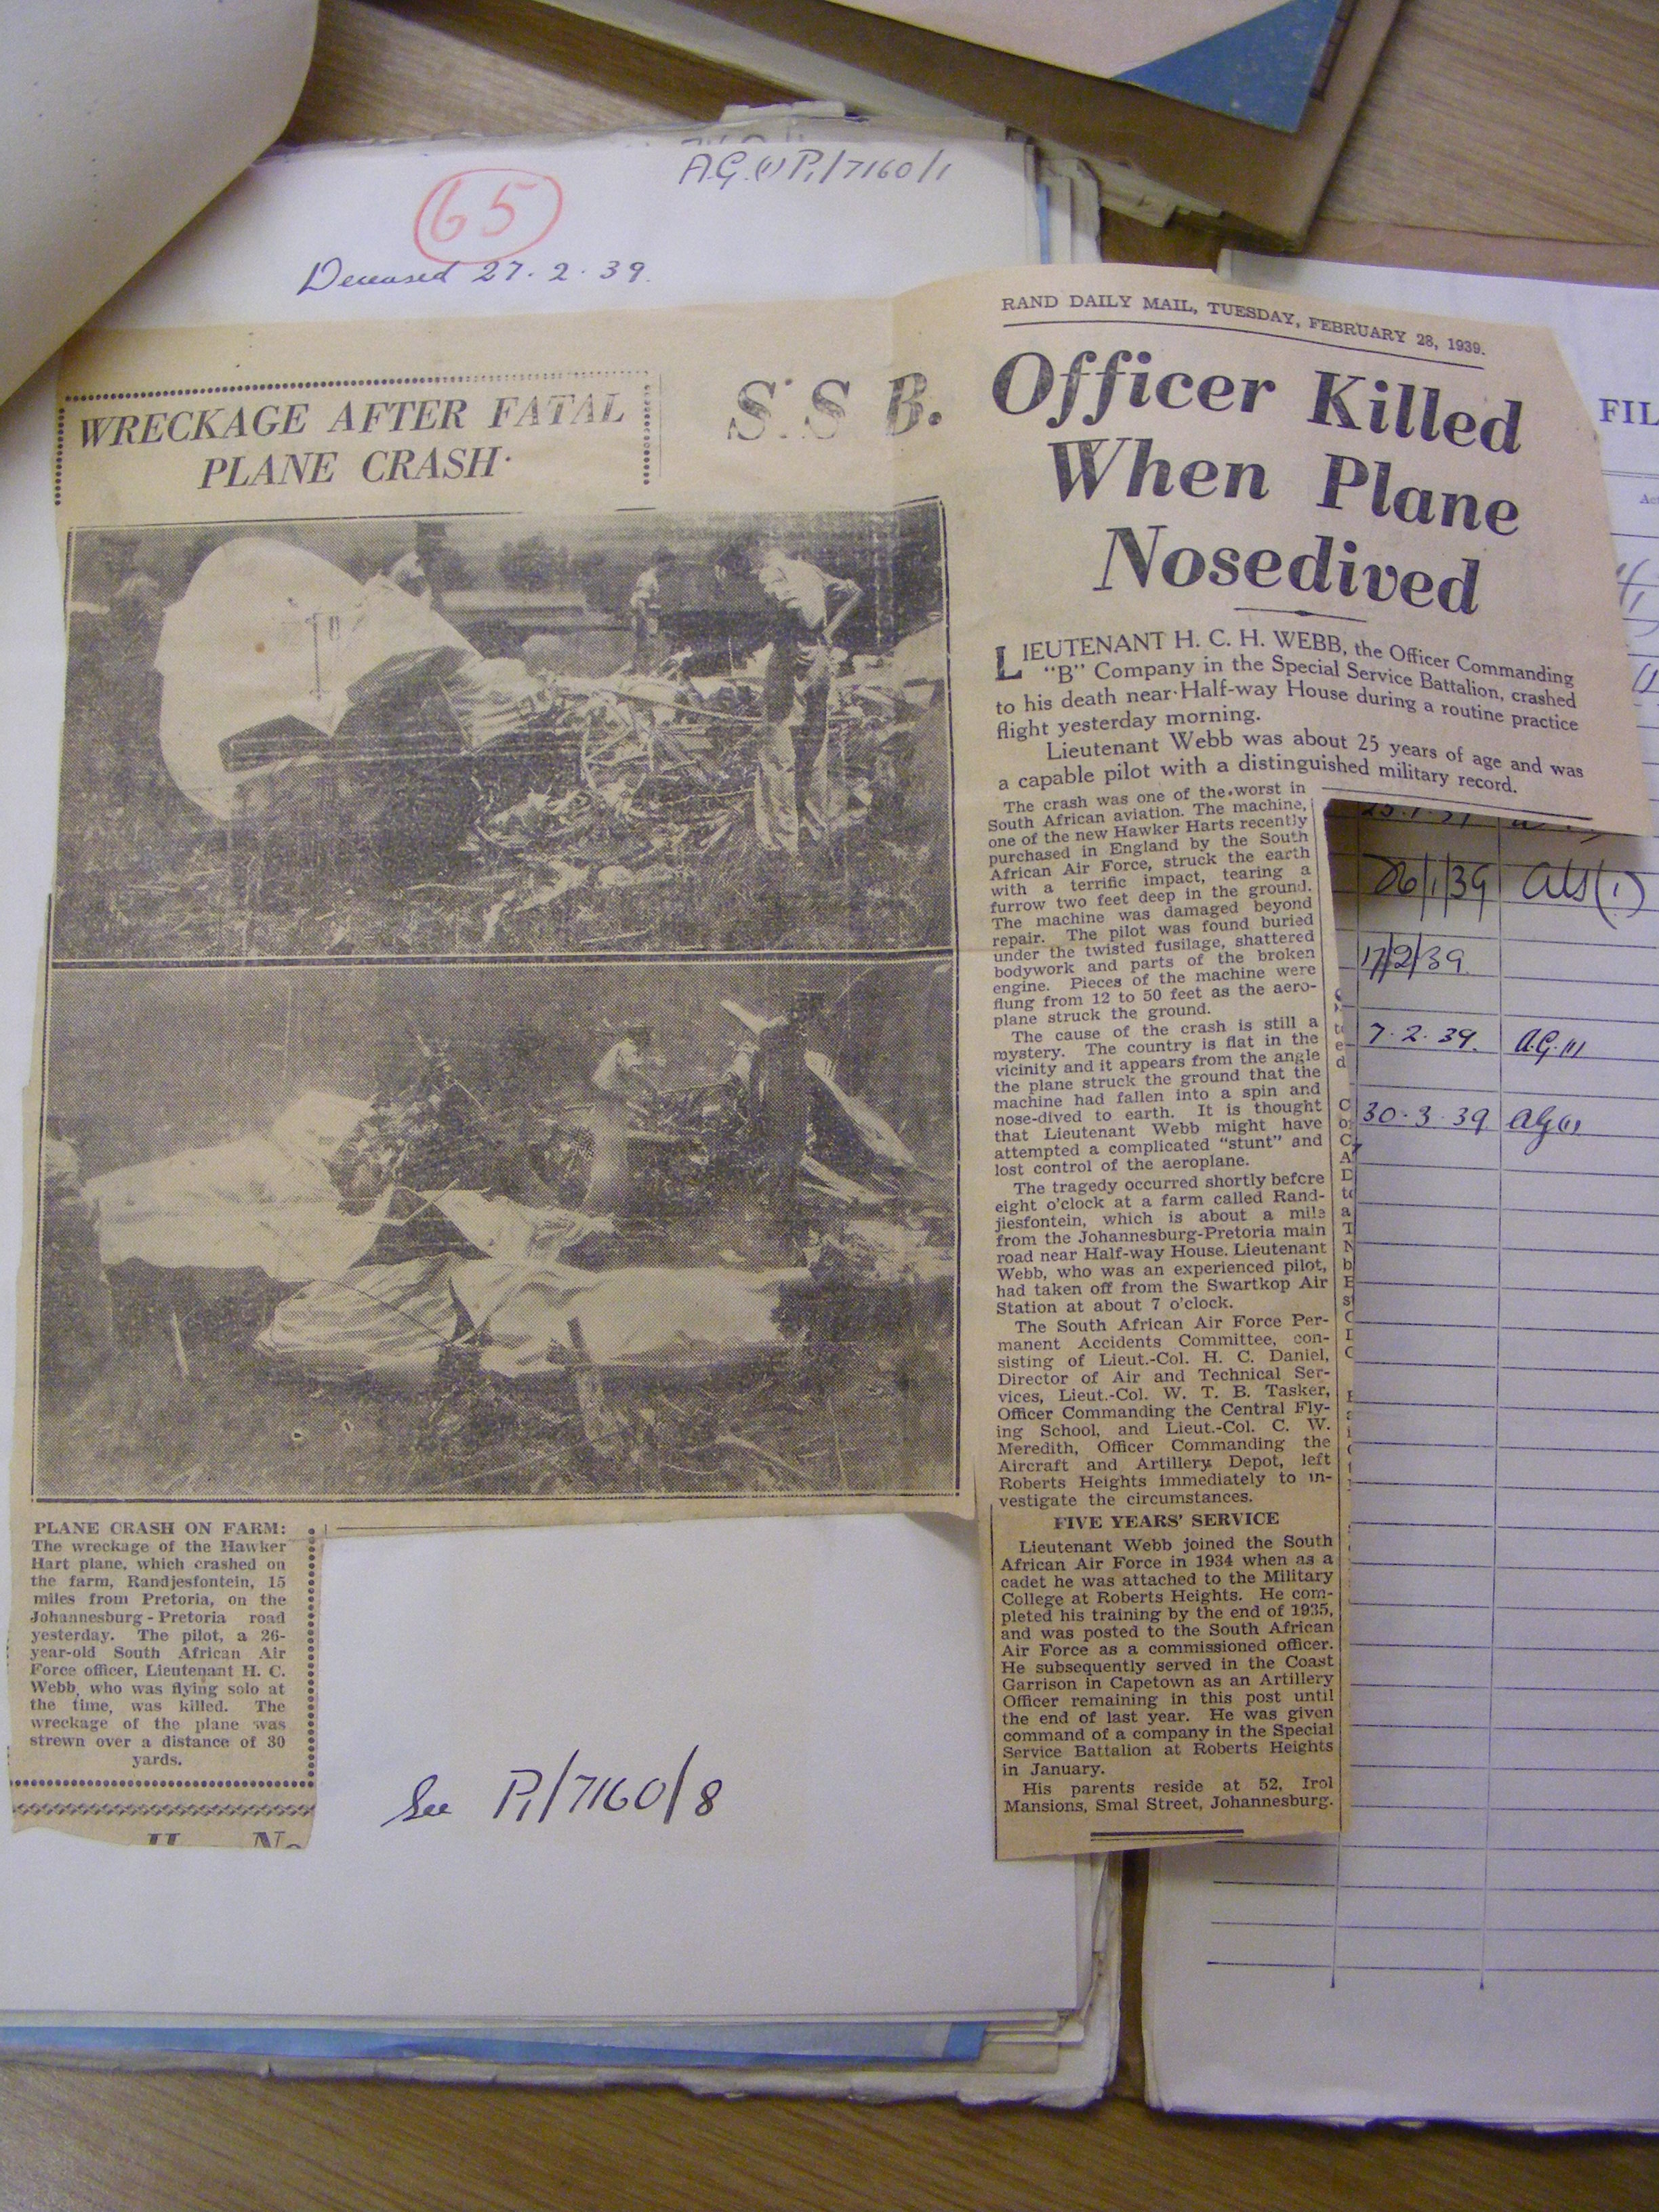 A.G.(1) P1/7160/1
65
Deceased 27.2.39.
WRECKAGE AFTER FATAL
PLANE CRASH
S.S B.
PLANE CRASH ON FARM:
The wreckage of the Hawker
Hart plane, which crashed on
the farm, Randjesfontein, 15
miles from Pretoria, on the
Johannesburg - Pretoria road
yesterday. The pilot, a 26-
year-old South African Air
Force officer, Lieutenant H. C.
Webb, who was flying solo at
the time, was killed. The
wreckage of the plane was
strewn over a distance of 30
yards.
See P1/7160/8
RAND DAILY MAIL, TUESDAY, FEBRUARY 28, 1939.
Officer Killed
When Plane
Nosedived
LIEUTENANT H. C. H. WEBB, the Officer Commanding
"B" Company in the Special Service Battalion, crashed
to his death near Half-way House during a routine practice
flight yesterday morning.
Lieutenant Webb was about 25 years of age and was
a capable pilot with a distinguished military record.
The crash was one of the worst in
South African aviation. The machine,
one of the new Hawker Harts recently
purchased in England by the South
African Air Force, struck the earth
with a terrific impact, tearing a
furrow two feet deep in the ground.
The machine was damaged beyond
repair. The pilot was found buried
under the twisted fusilage, shattered
bodywork and parts of the broken
engine. Pieces of the machine were
flung from 12 to 50 feet as the aero-
plane struck the ground.
The cause of the crash is still a
mystery. The country is flat in the
vicinity and it appears from the angle
the plane struck the ground that the
machine had fallen into a spin and
nose-dived to earth. It is thought
that Lieutenant Webb might have
attempted a complicated "stunt" and
lost control of the aeroplane.
The tragedy occurred shortly before
eight o'clock at a farm called Rand-
jiesfontein, which is about a mile
from the Johannesburg-Pretoria main
road near Half-way House. Lieutenant
Webb, who was an experienced pilot,
had taken off from the Swartkop Air
Station at about 7 o'clock.
The South African Air Force Per-
manent Accidents Committee, con-
sisting of Lieut.-Col. H. C. Daniel,
Director of Air and Technical Ser-
vices, Lieut.-Col. W. T. B. Tasker,
Officer Commanding the Central Fly-
ing School, and Lieut.-Col. C. W.
Meredith, Officer Commanding the
Aircraft and Artillery Depot, left
Roberts Heights immediately to in-
vestigate the circumstances.
FIVE YEARS' SERVICE
Lieutenant Webb joined the South
African Air Force in 1934 when as a
cadet he was attached to the Military
College at Roberts Heights. He com-
pleted his training by the end of 1935,
and was posted to the South African
Air Force as a commissioned officer.
He subsequently served in the Coast
Garrison in Capetown as an Artillery
Officer remaining in this post until
the end of last year. He was given
command of a company in the Special
Service Battalion at Roberts Heights
in January.
His parents reside at 52, Irol
Mansions, Smal Street, Johannesburg.
FIL
26/1/39
17/2/39
7.2.39. A.G.(1)
30.3.39 AG(1)